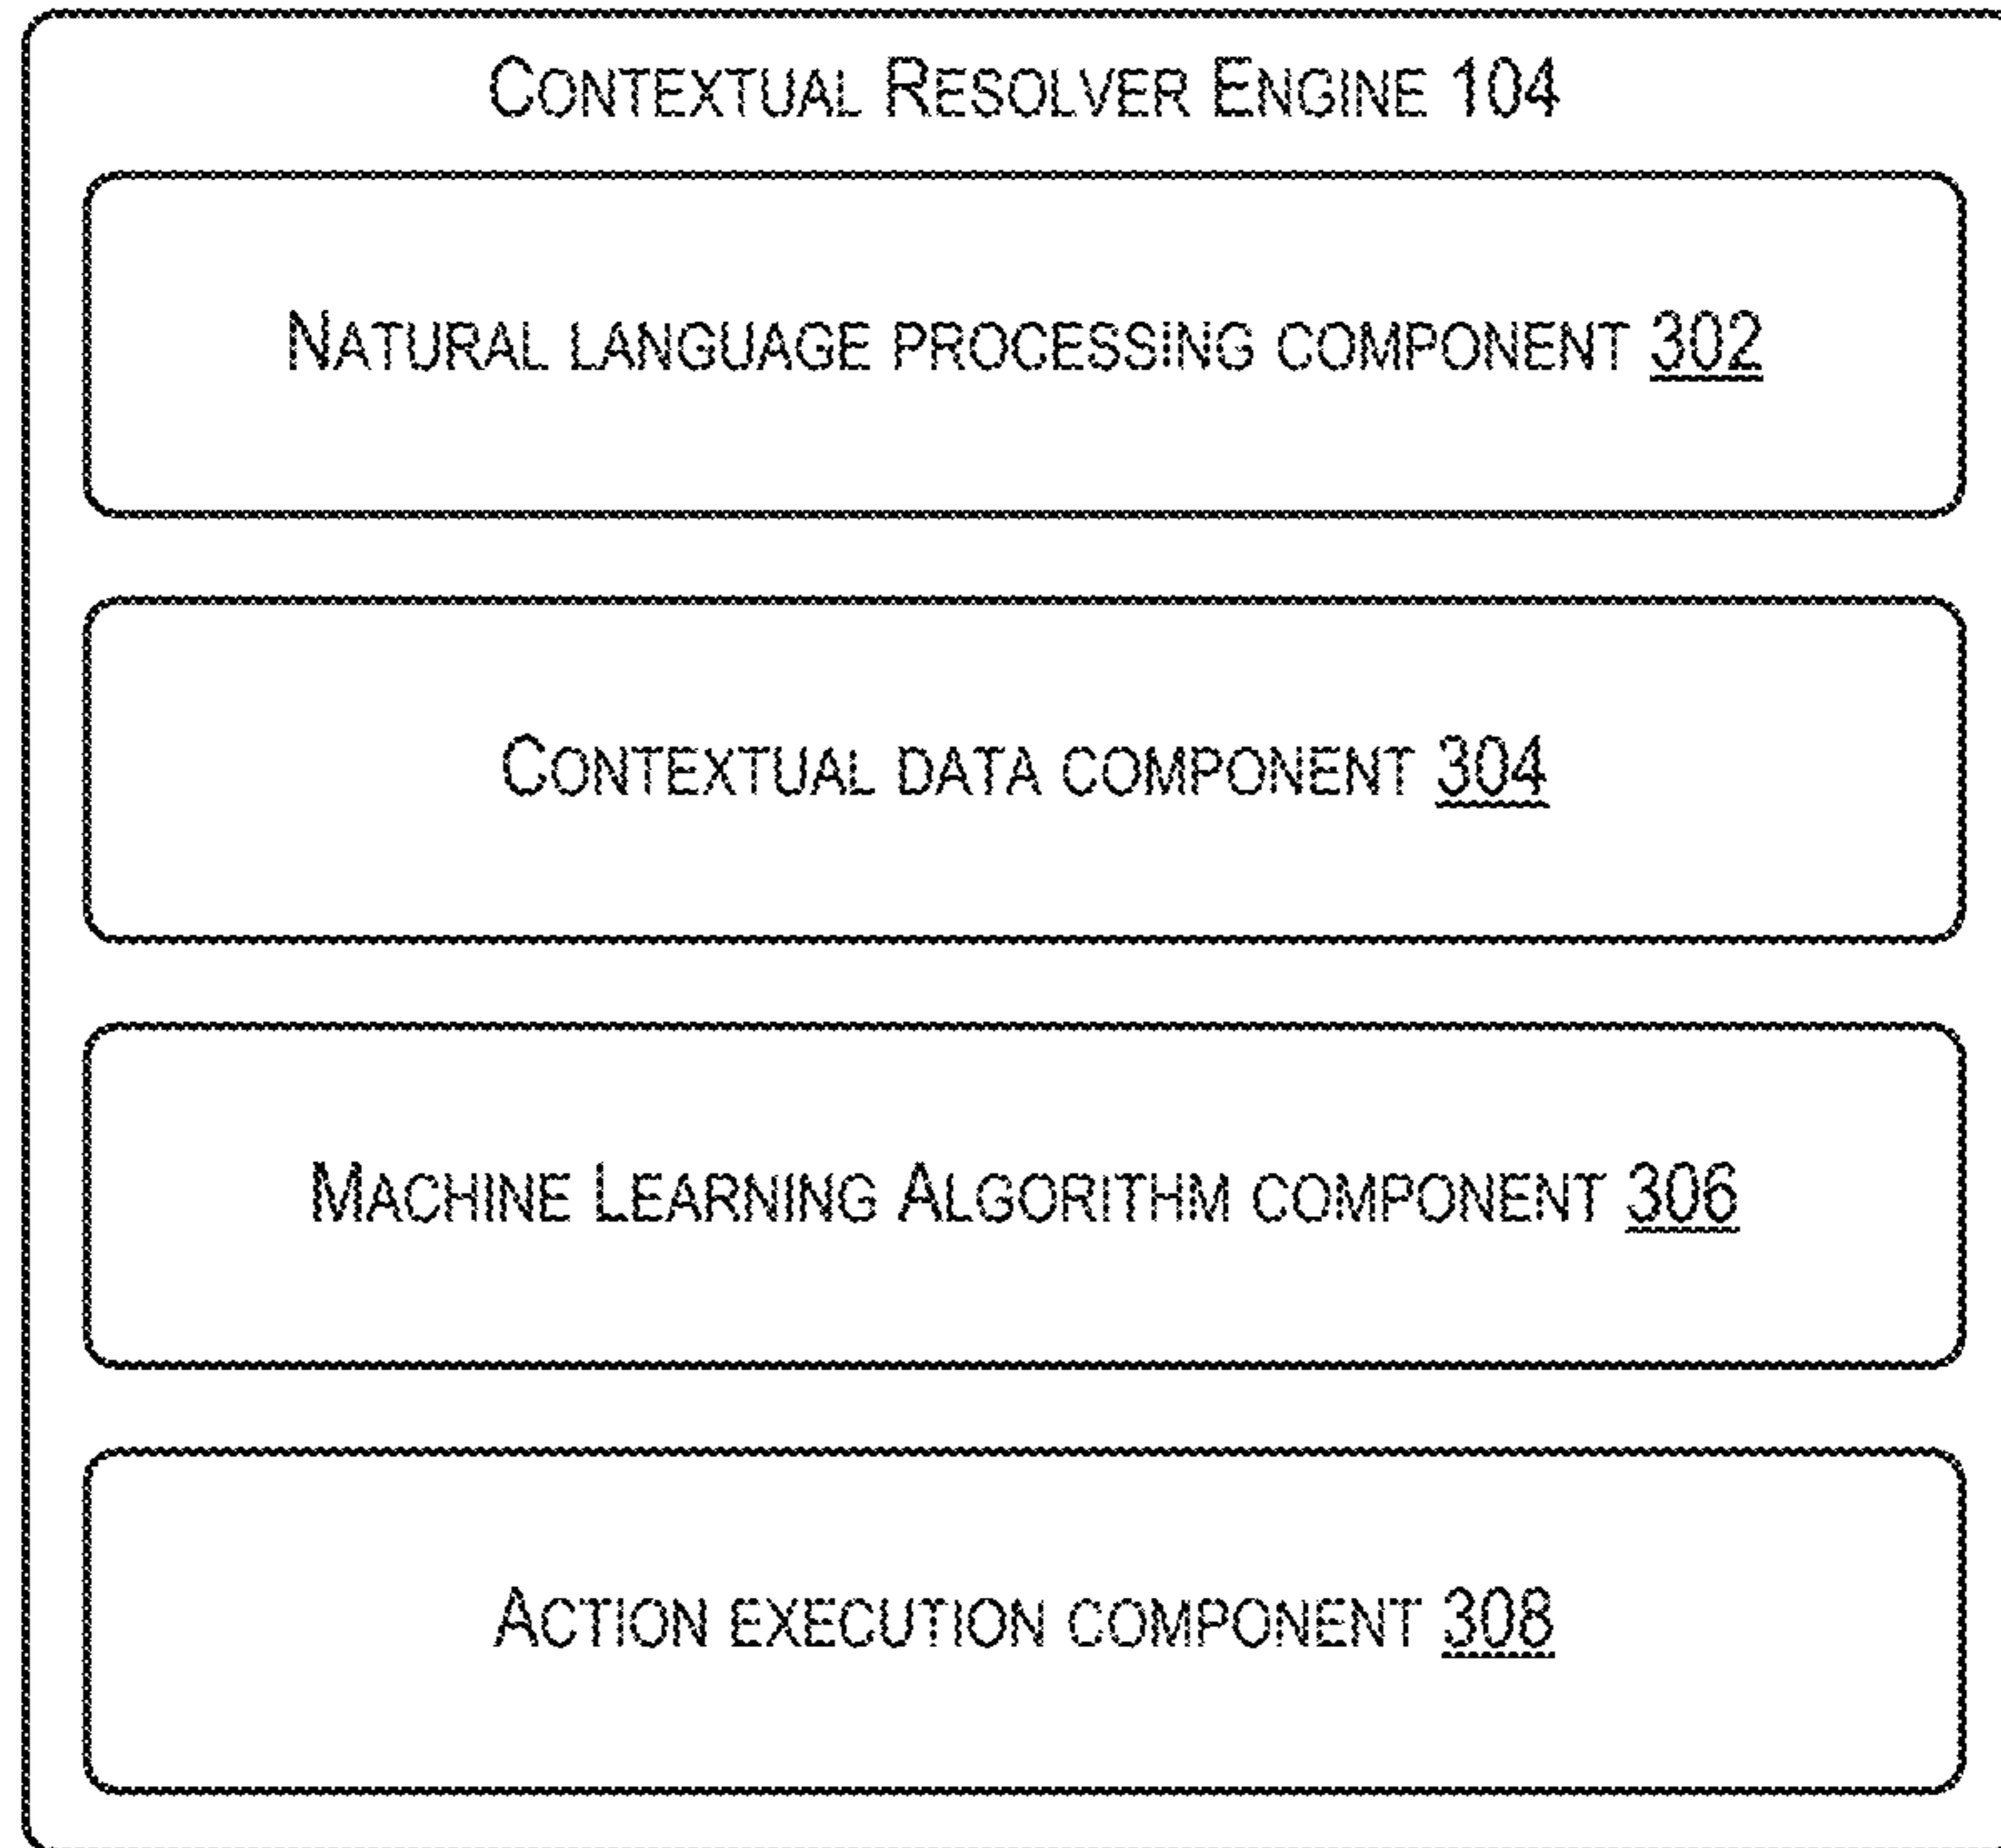 CONTEXTUAL RESOLVER ENGINE 104
NATURAL LANGUAGE PROCESSING COMPONENT 302
CONTEXTUAL DATA COMPONENT 304
MACHINE LEARNING ALGORITHM COMPONENT 306
ACTION EXECUTION COMPONENT 308